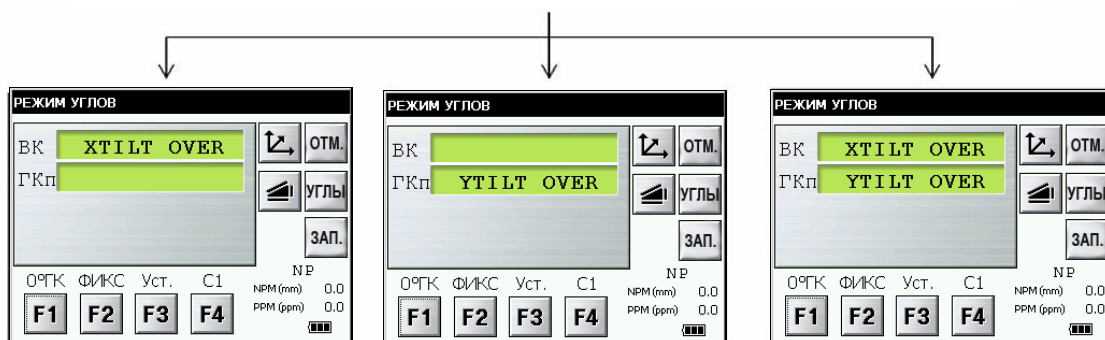 РЕЖИМ УГЛОВ
ВК XTILT OVER
ОТМ.
ГКп
УГЛЫ
ЗАП.
0°ГК ФИКС Уст. С1
NP
NPM (mm) 0.0
PPM (ppm) 0.0
F1 F2 F3 F4
РЕЖИМ УГЛОВ
ВК
ОТМ.
ГКп YTILT OVER
УГЛЫ
ЗАП.
0°ГК ФИКС Уст. С1
NP
NPM (mm) 0.0
PPM (ppm) 0.0
F1 F2 F3 F4
РЕЖИМ УГЛОВ
ВК XTILT OVER
ОТМ.
ГКп YTILT OVER
УГЛЫ
ЗАП.
0°ГК ФИКС Уст. С1
NP
NPM (mm) 0.0
PPM (ppm) 0.0
F1 F2 F3 F4